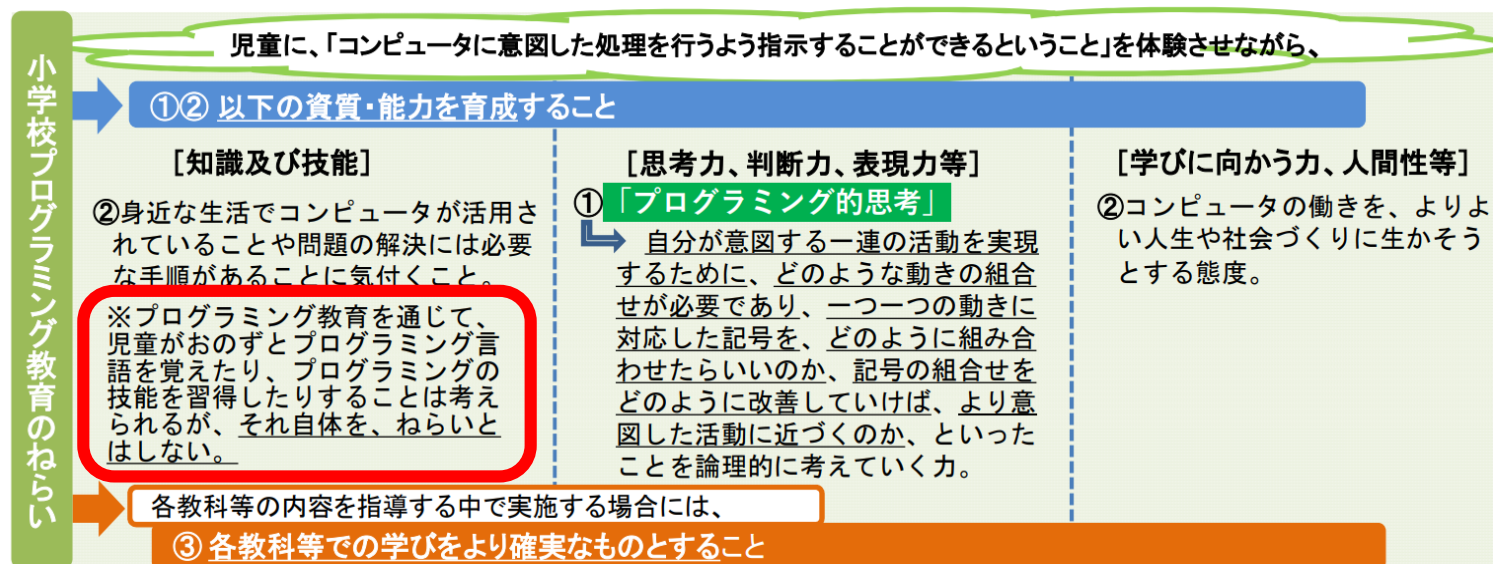 小学校プログラミング教育のねらい
児童に、「コンピュータに意図した処理を行うよう指示することができるということ」を体験させながら、
①② 以下の資質・能力を育成すること
[知識及び技能]
②身近な生活でコンピュータが活用さ
れていることや問題の解決には必要
な手順があることに気付くこと。
※プログラミング教育を通じて、
児童がおのずとプログラミング言
語を覚えたり、プログラミングの
技能を習得したりすることは考え
られるが、それ自体を、ねらいと
はしない。
[思考力、判断力、表現力等]
①「プログラミング的思考」
自分が意図する一連の活動を実現
するために、どのような動きの組合
せが必要であり、一つ一つの動きに
対応した記号を、どのように組み合
わせたらいいのか、記号の組合せを
どのように改善していけば、より意
図した活動に近づくのか、といった
ことを論理的に考えていく力。
[学びに向かう力、人間性等]
②コンピュータの働きを、よりよ
い人生や社会づくりに生かそう
とする態度。
各教科等の内容を指導する中で実施する場合には、
③ 各教科等での学びをより確実なものとすること